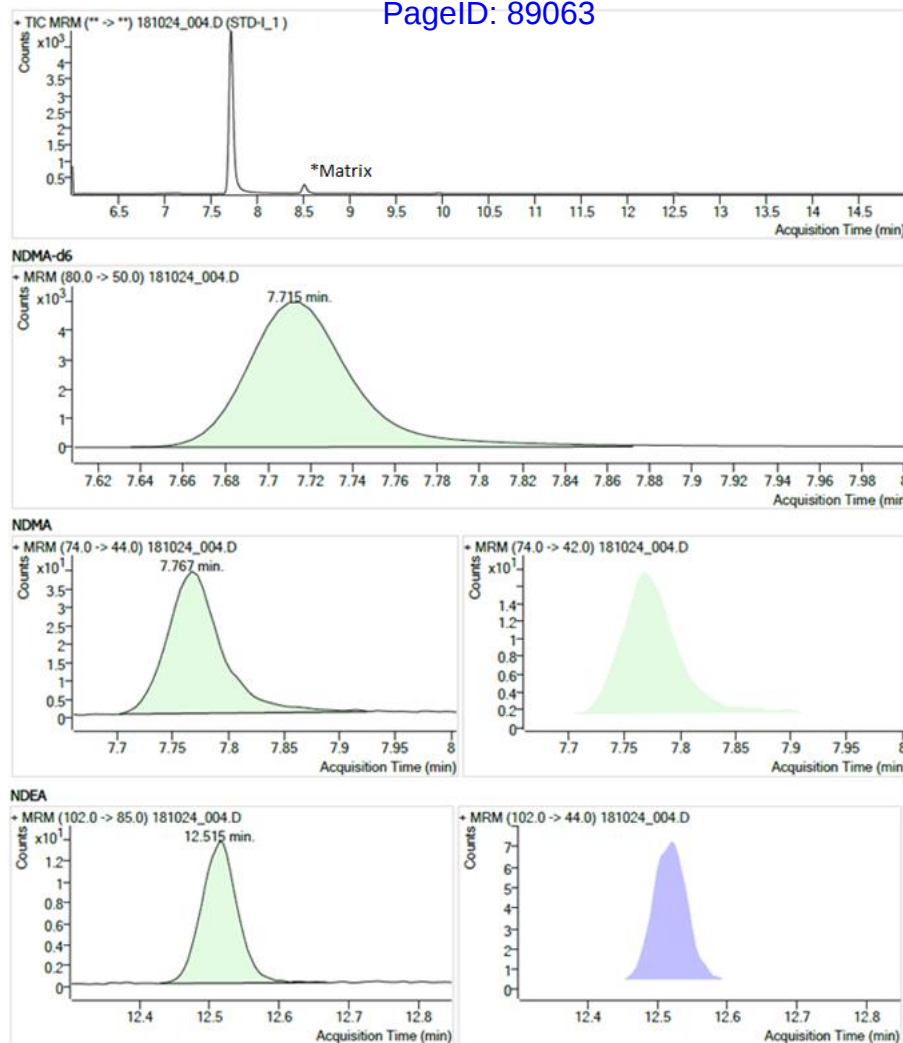 PageID: 89063
+ TIC MRM (** -> **) 181024_004.D (STD-I_1 )
Counts
x10³
4.5
4
3.5
3
2.5
2
1.5
1
0.5
*Matrix
6.5 7 7.5 8 8.5 9 9.5 10 10.5 11 11.5 12 12.5 13 13.5 14 14.5
Acquisition Time (min)
NDMA-d6
+ MRM (80.0 -> 50.0) 181024_004.D
Counts
x10³
7.715 min.
4
3
2
1
0
7.62 7.64 7.66 7.68 7.7 7.72 7.74 7.76 7.78 7.8 7.82 7.84 7.86 7.88 7.9 7.92 7.94 7.96 7.98
Acquisition Time (min
NDMA
+ MRM (74.0 -> 44.0) 181024_004.D
Counts
x10¹
7.767 min.
3.5
3
2.5
2
1.5
1
0.5
0
7.7 7.75 7.8 7.85 7.9 7.95 8
Acquisition Time (min)
+ MRM (74.0 -> 42.0) 181024_004.D
Counts
x10¹
1.4
1.2
1
0.8
0.6
0.4
0.2
0
7.7 7.75 7.8 7.85 7.9 7.95 8
Acquisition Time (min
NDEA
+ MRM (102.0 -> 85.0) 181024_004.D
Counts
x10¹
12.515 min.
1.2
1
0.8
0.6
0.4
0.2
0
12.4 12.5 12.6 12.7 12.8
Acquisition Time (min)
+ MRM (102.0 -> 44.0) 181024_004.D
Counts
7
6
5
4
3
2
1
0
12.4 12.5 12.6 12.7 12.8
Acquisition Time (min)